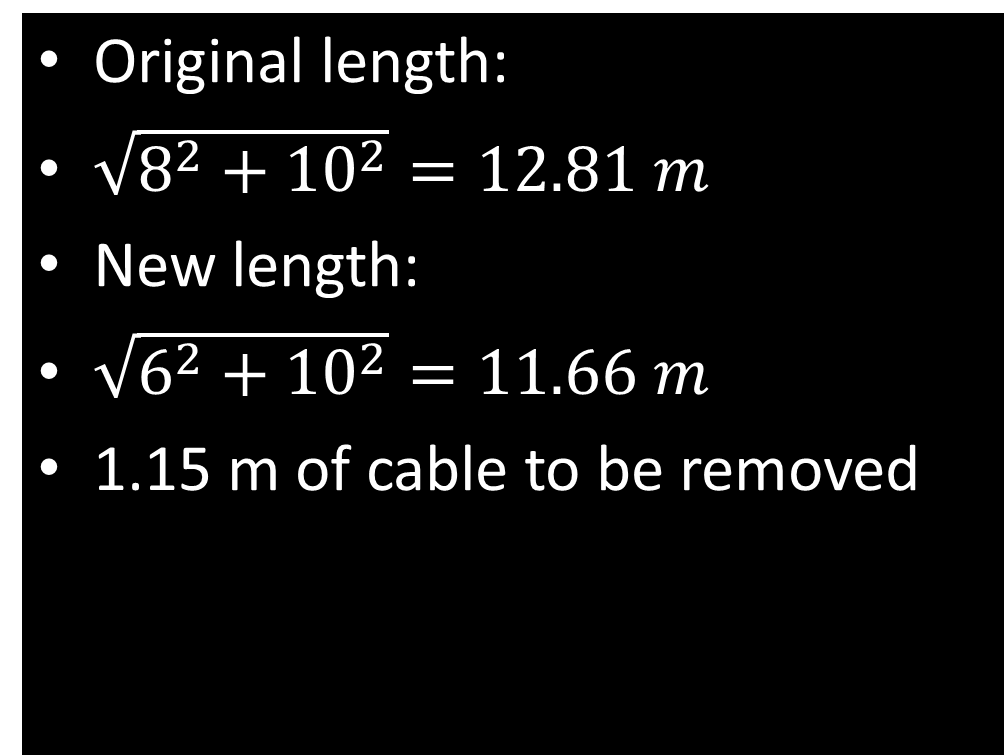 • Original length:
• √8² + 10² = 12.81 m
• New length:
• √6² + 10² = 11.66 m
• 1.15 m of cable to be removed